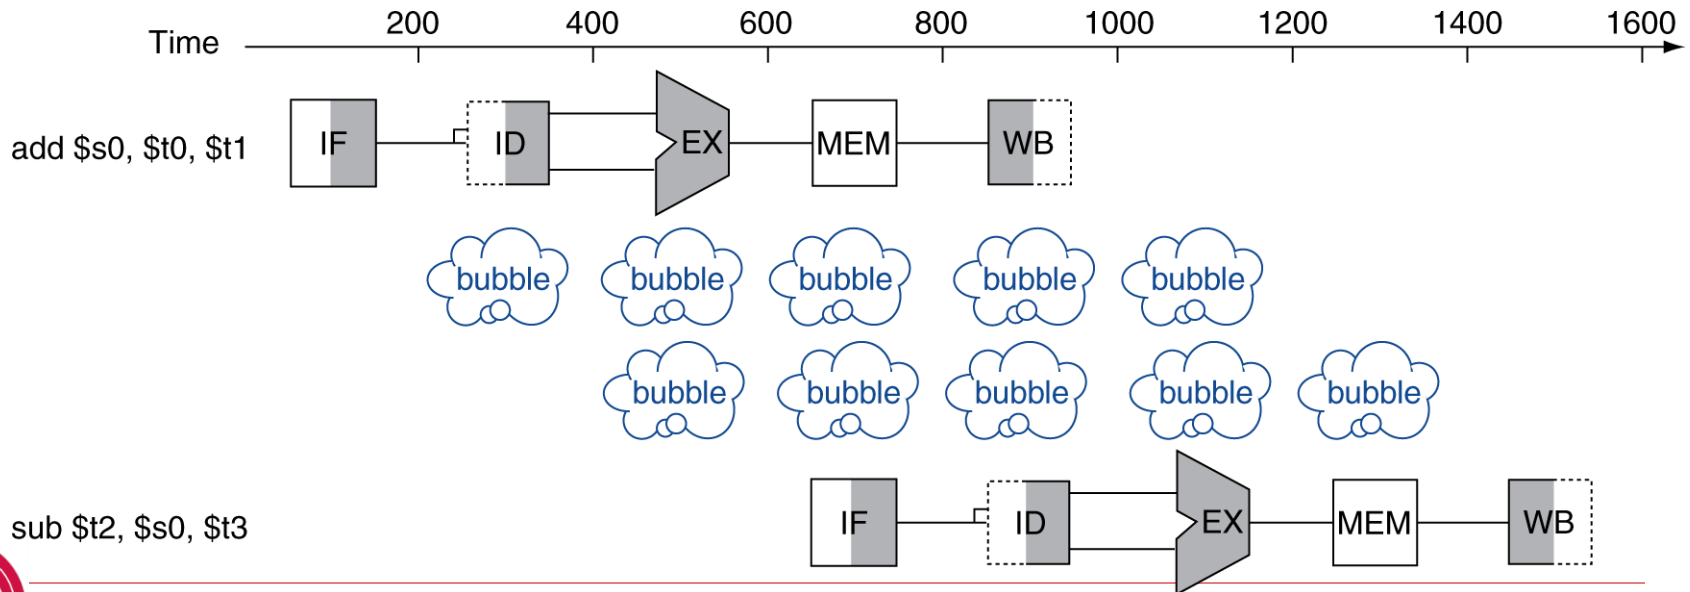 200 400 600 800 1000 1200 1400 1600
Time
add $s0, $t0, $t1 IF ID EX MEM WB
bubble bubble bubble bubble bubble
bubble bubble bubble bubble bubble
sub $t2, $s0, $t3 IF ID EX MEM WB